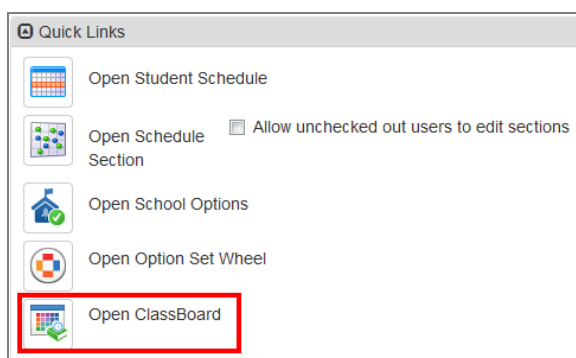 Quick Links
Open Student Schedule
Open Schedule Section
Allow unchecked out users to edit sections
Open School Options
Open Option Set Wheel
Open ClassBoard